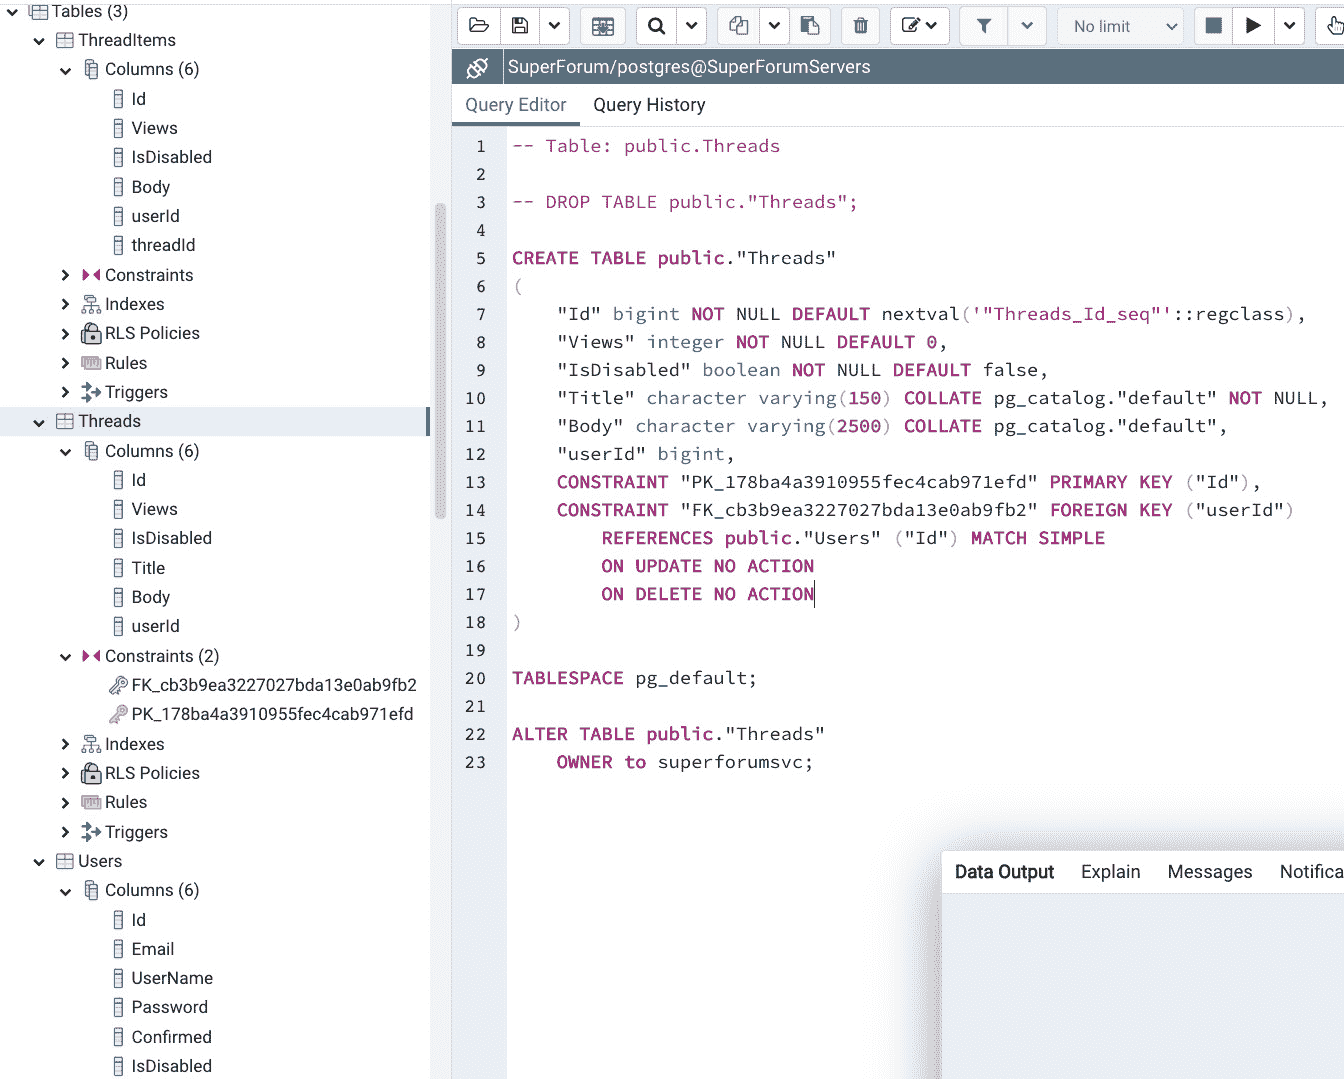 Tables (3)
ThreadItems
Columns (6)
Id
Views
IsDisabled
Body
userId
threadId
Constraints
Indexes
RLS Policies
Rules
Triggers
Threads
Columns (6)
Id
Views
IsDisabled
Title
Body
userId
Constraints (2)
FK_cb3b9ea3227027bda13e0ab9fb2
PK_178ba4a3910955fec4cab971efd
Indexes
RLS Policies
Rules
Triggers
Users
Columns (6)
Id
Email
UserName
Password
Confirmed
IsDisabled
No limit
SuperForum/postgres@SuperForumServers
Query Editor Query History
1 -- Table: public.Threads
2
3 -- DROP TABLE public."Threads";
4
5 CREATE TABLE public."Threads"
6 (
7 "Id" bigint NOT NULL DEFAULT nextval('"Threads_Id_seq"'::regclass),
8 "Views" integer NOT NULL DEFAULT 0,
9 "IsDisabled" boolean NOT NULL DEFAULT false,
10 "Title" character varying(150) COLLATE pg_catalog."default" NOT NULL,
11 "Body" character varying(2500) COLLATE pg_catalog."default",
12 "userId" bigint,
13 CONSTRAINT "PK_178ba4a3910955fec4cab971efd" PRIMARY KEY ("Id"),
14 CONSTRAINT "FK_cb3b9ea3227027bda13e0ab9fb2" FOREIGN KEY ("userId")
15 REFERENCES public."Users" ("Id") MATCH SIMPLE
16 ON UPDATE NO ACTION
17 ON DELETE NO ACTION
18 )
19
20 TABLESPACE pg_default;
21
22 ALTER TABLE public."Threads"
23 OWNER to superforumsvc;
Data Output Explain Messages Notifica